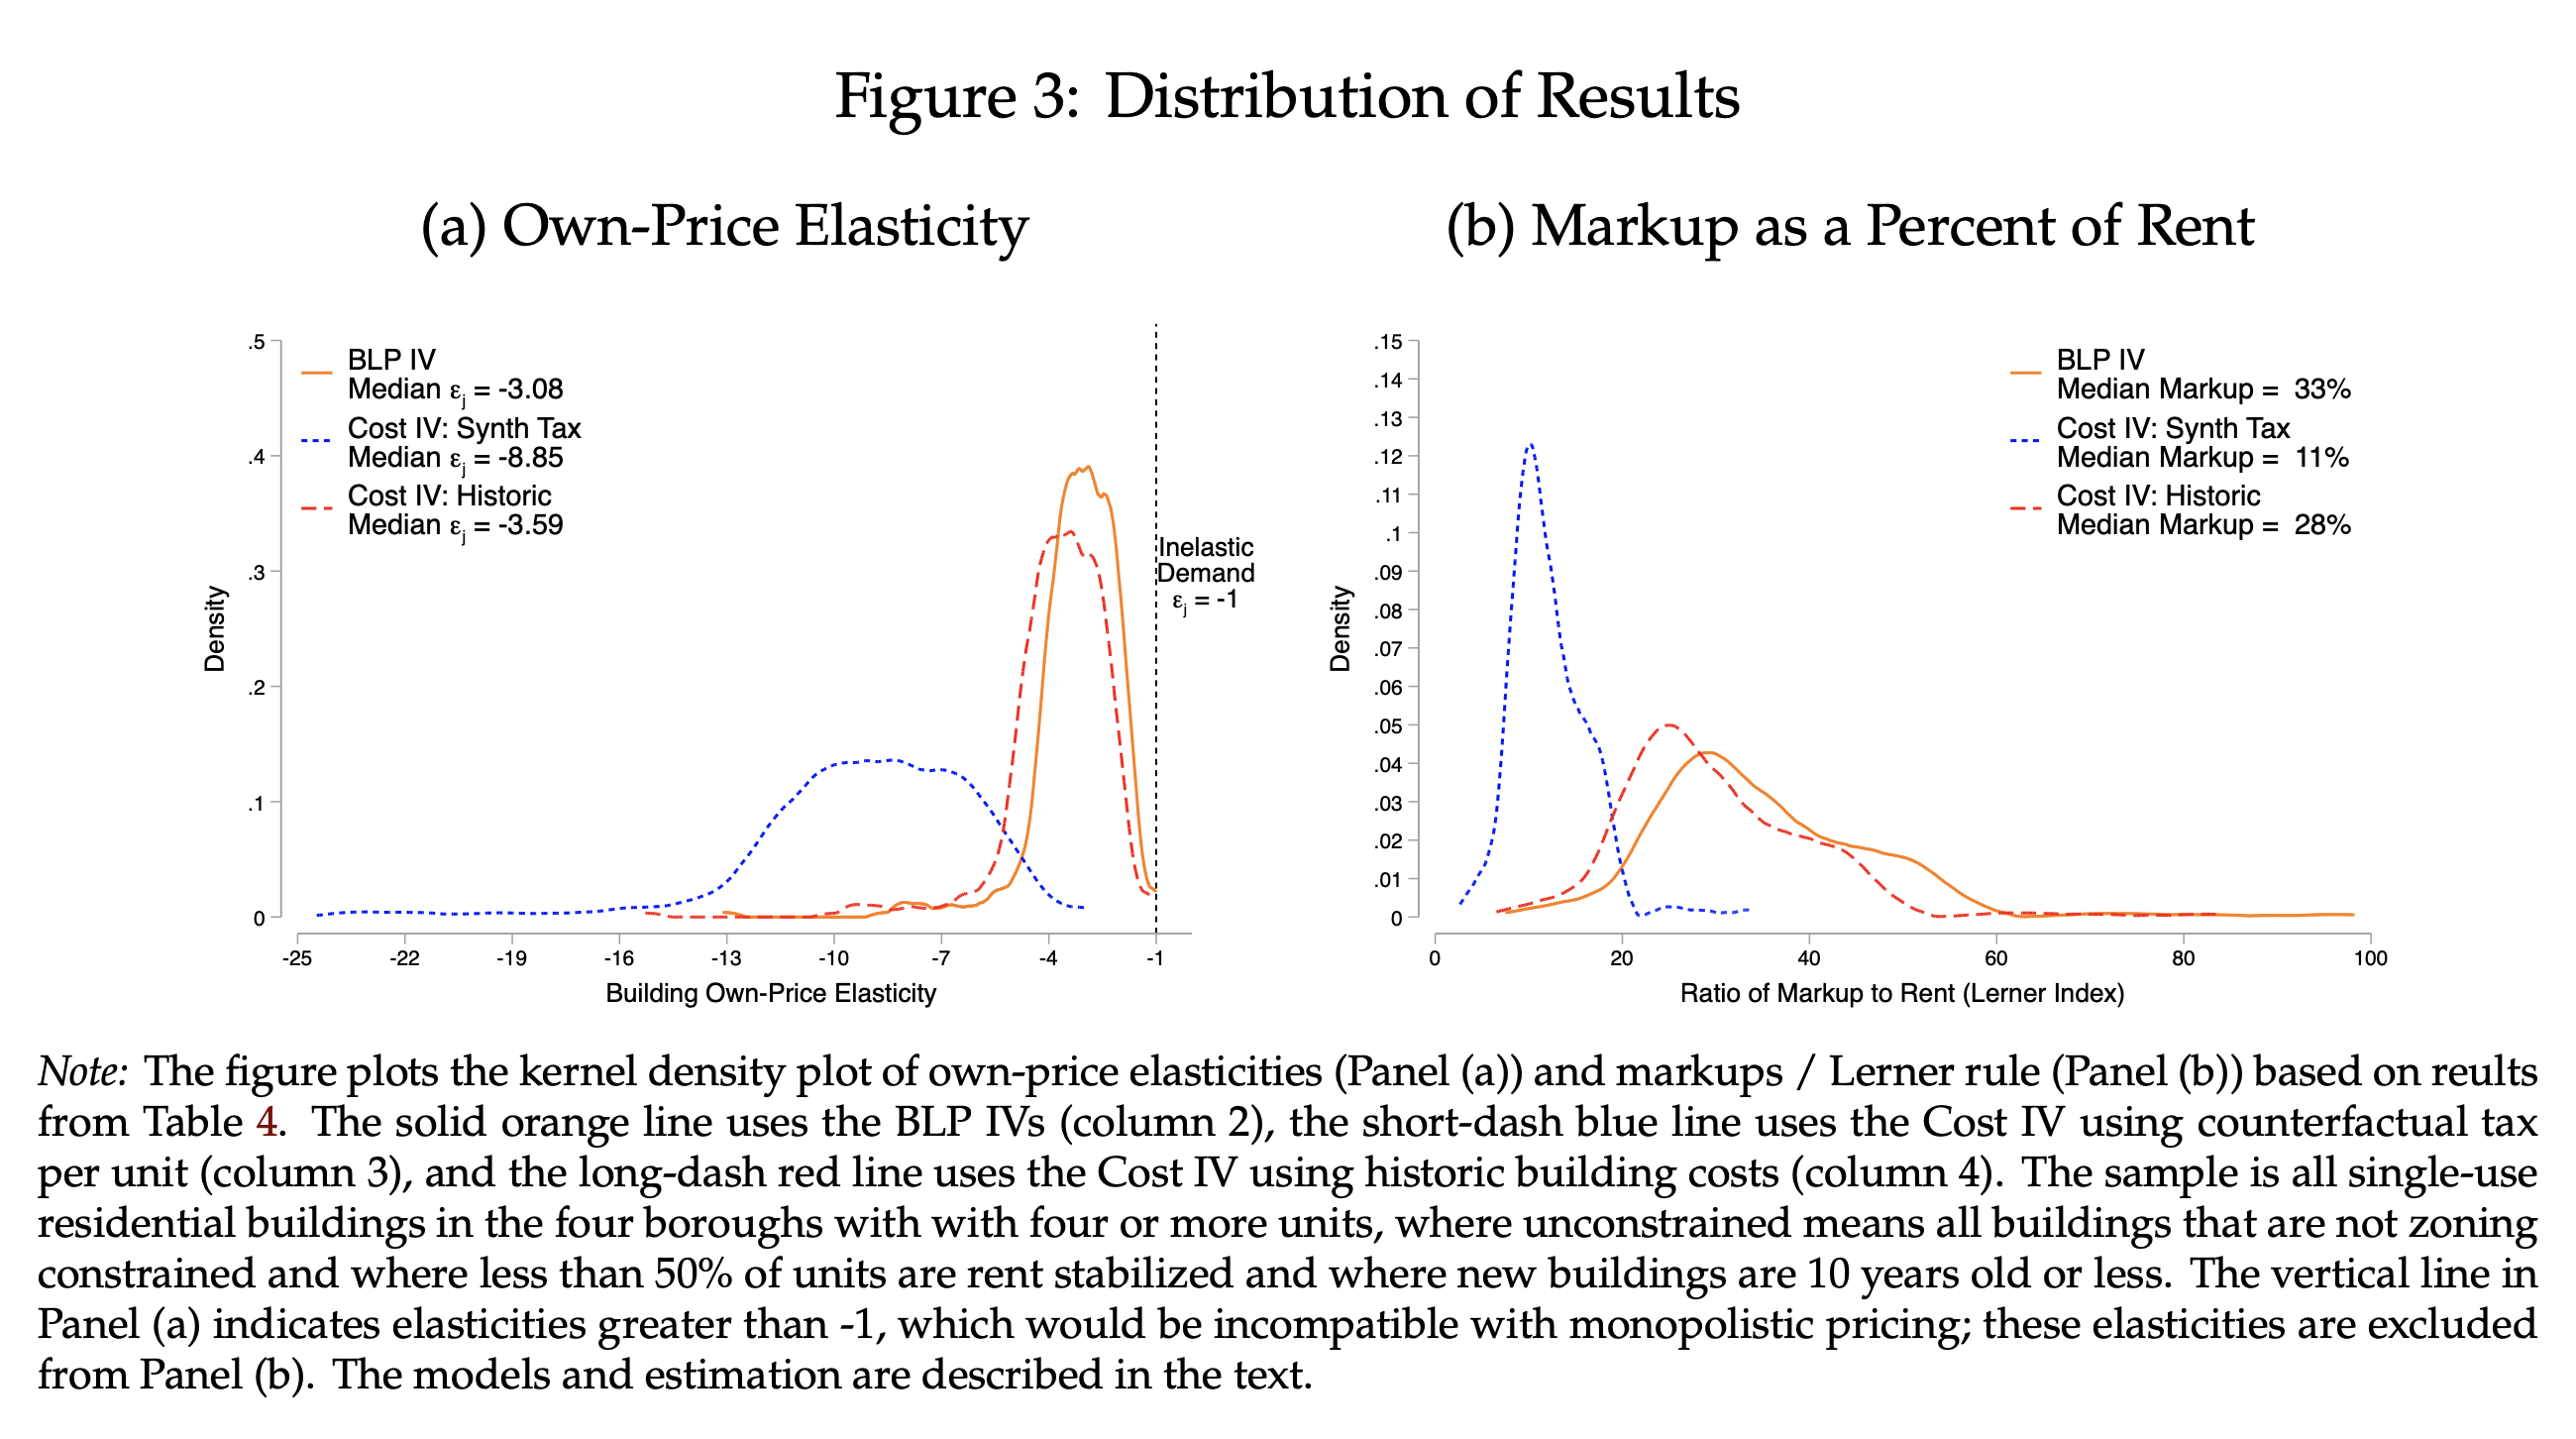 Figure 3: Distribution of Results
(a) Own-Price Elasticity
.5
.4
.3
.2
.1
0
Density
BLP IV
Median εj = -3.08
Cost IV: Synth Tax
Median εj = -8.85
Cost IV: Historic
Median εj = -3.59
Inelastic
Demand
εj = -1
-25 -22 -19 -16 -13 -10 -7 -4 -1
Building Own-Price Elasticity
(b) Markup as a Percent of Rent
.15
.14
.13
.12
.11
.1
.09
.08
.07
.06
.05
.04
.03
.02
.01
0
Density
BLP IV
Median Markup = 33%
Cost IV: Synth Tax
Median Markup = 11%
Cost IV: Historic
Median Markup = 28%
0 20 40 60 80 100
Ratio of Markup to Rent (Lerner Index)
Note: The figure plots the kernel density plot of own-price elasticities (Panel (a)) and markups / Lerner rule (Panel (b)) based on reults
from Table 4. The solid orange line uses the BLP IVs (column 2), the short-dash blue line uses the Cost IV using counterfactual tax
per unit (column 3), and the long-dash red line uses the Cost IV using historic building costs (column 4). The sample is all single-use
residential buildings in the four boroughs with with four or more units, where unconstrained means all buildings that are not zoning
constrained and where less than 50% of units are rent stabilized and where new buildings are 10 years old or less. The vertical line in
Panel (a) indicates elasticities greater than -1, which would be incompatible with monopolistic pricing; these elasticities are excluded
from Panel (b). The models and estimation are described in the text.